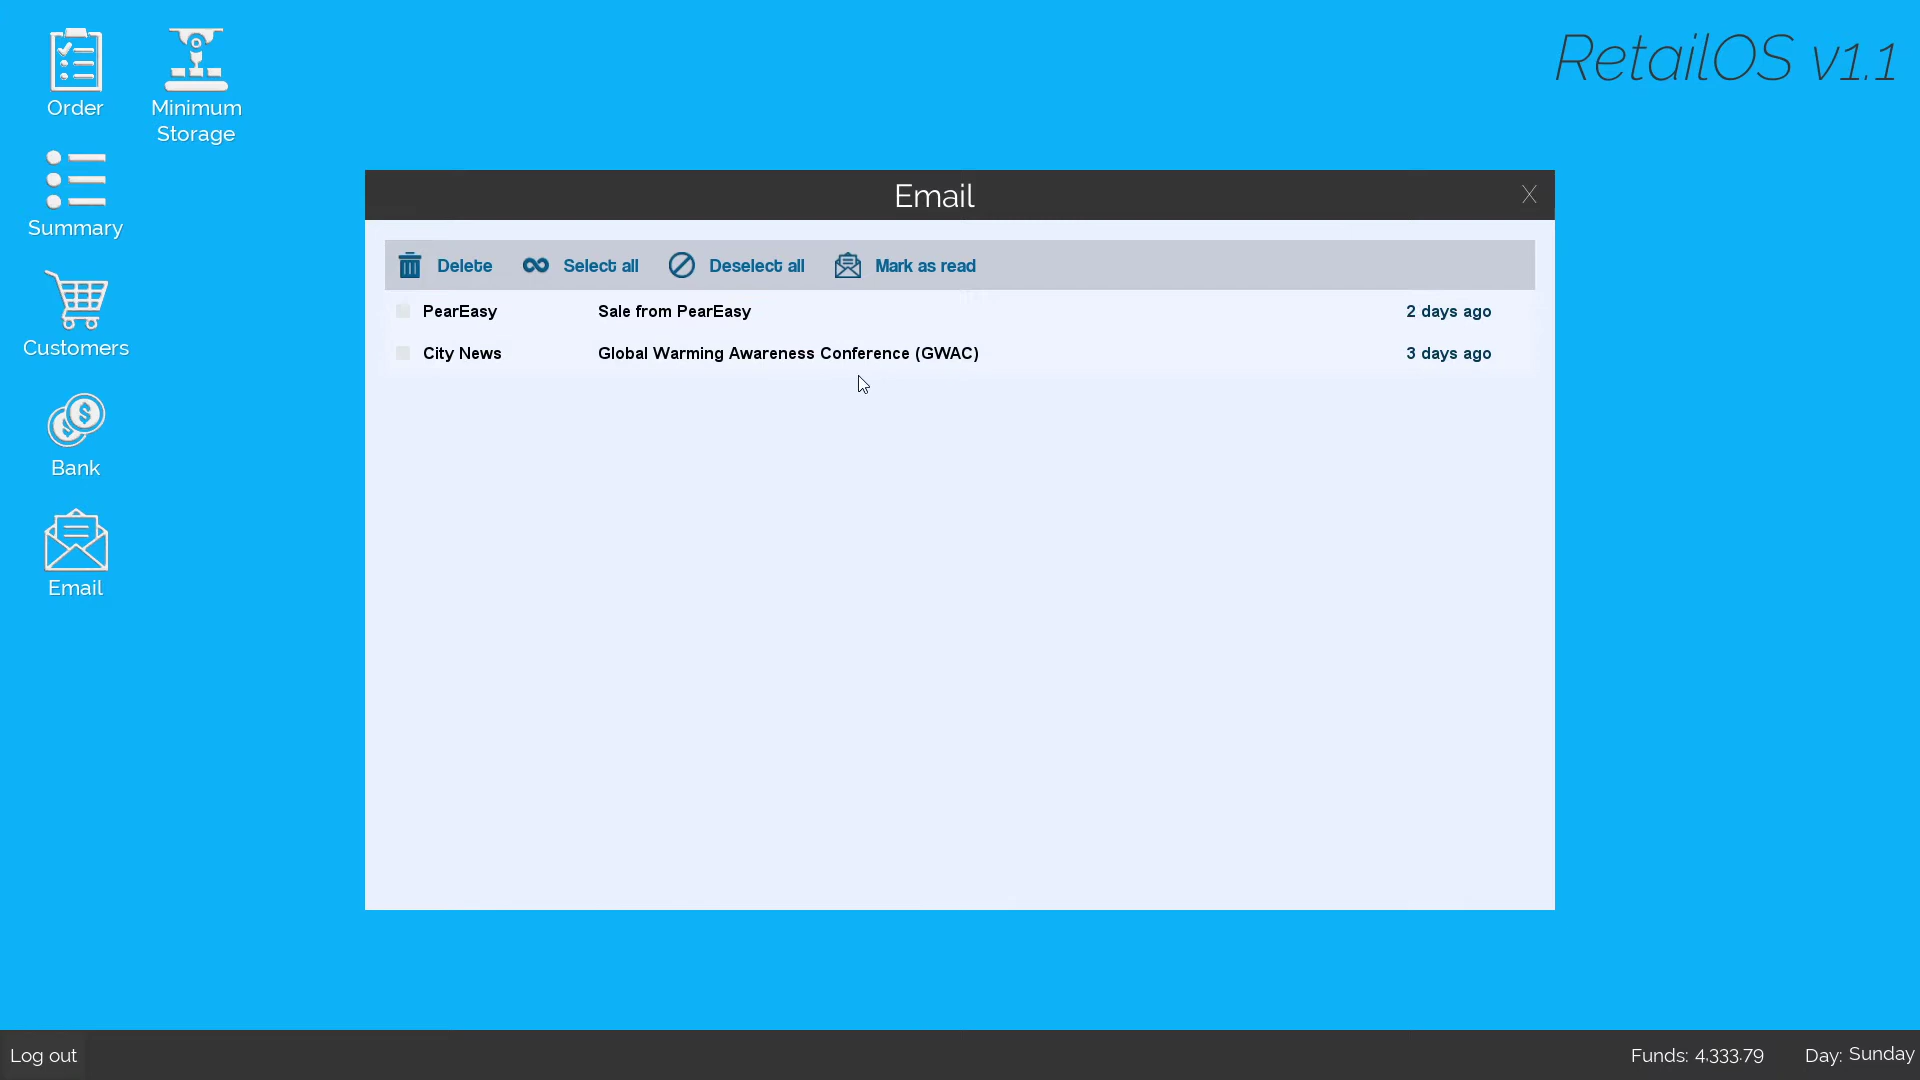 RetailOS v1.1
Order
Minimum
Storage
Summary
Customers
Bank
Email
Email
X
Delete Select all Deselect all Mark as read
PearEasy Sale from PearEasy 2 days ago
City News Global Warming Awareness Conference (GWAC) 3 days ago
Log out Funds: 4,333.79 Day: Sunday